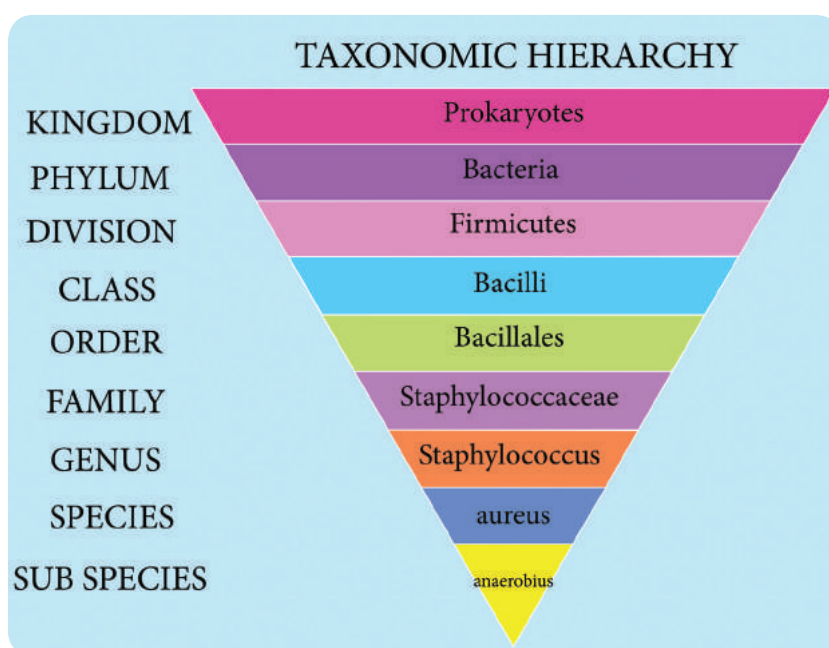 TAXONOMIC HIERARCHY
KINGDOM Prokaryotes
PHYLUM Bacteria
DIVISION Firmicutes
CLASS Bacilli
ORDER Bacillales
FAMILY Staphylococcaceae
GENUS Staphylococcus
SPECIES aureus
SUB SPECIES anaerobius